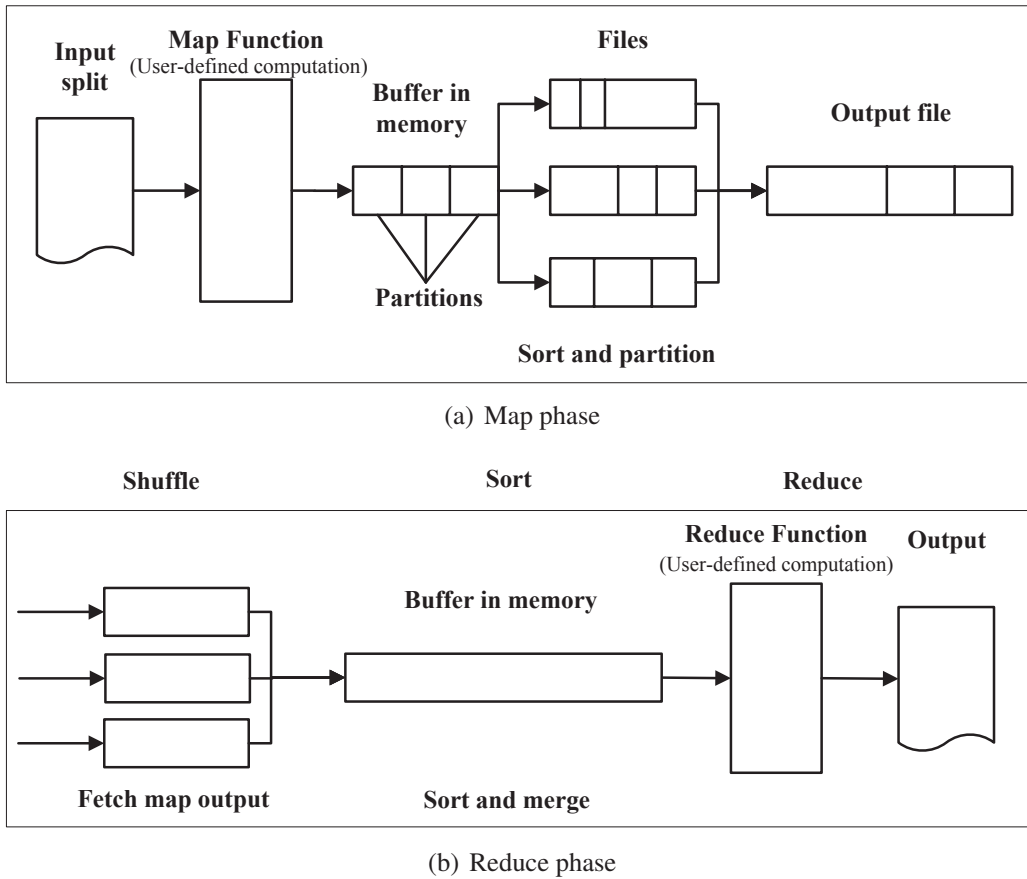 Input
split
Map Function
(User-defined computation)
Buffer in
memory
Partitions
Files
Sort and partition
Output file
(a) Map phase
Shuffle
Sort
Reduce
Fetch map output
Buffer in memory
Sort and merge
Reduce Function
(User-defined computation)
Output
(b) Reduce phase